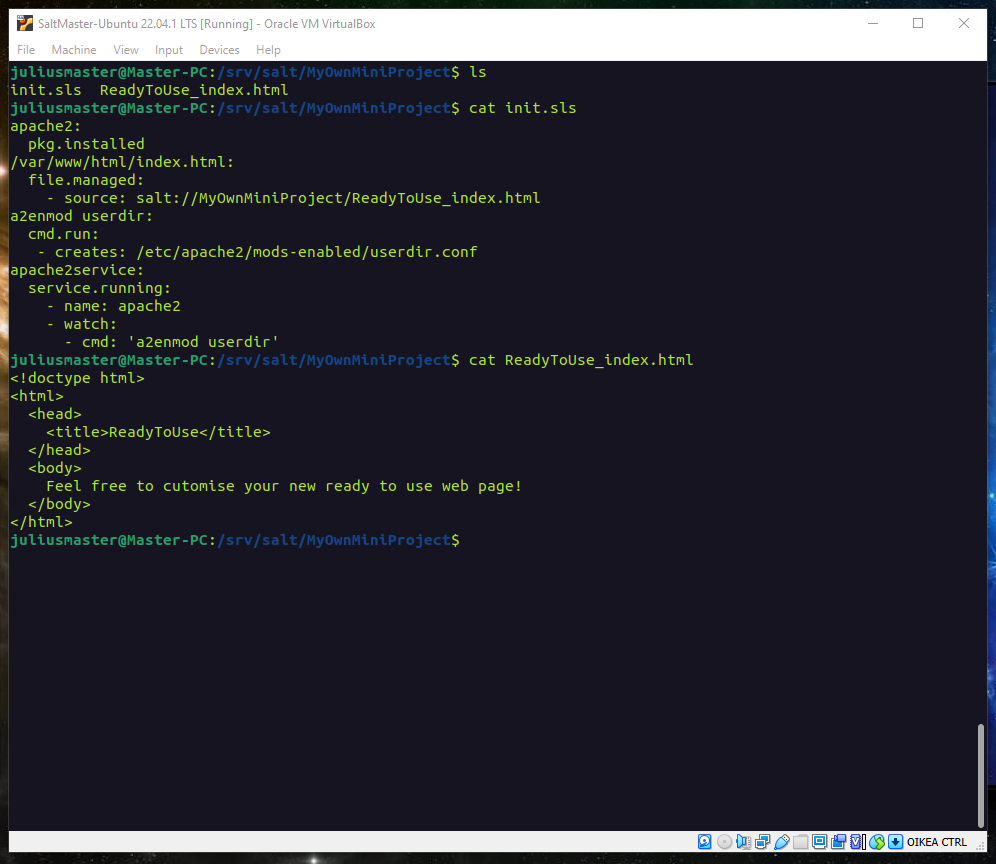 SaltMaster-Ubuntu 22.04.1 LTS [Running] - Oracle VM VirtualBox
File Machine View Input Devices Help
juliusmaster@Master-PC:/srv/salt/MyOwnMiniProject$ ls
init.sls  ReadyToUse_index.html
juliusmaster@Master-PC:/srv/salt/MyOwnMiniProject$ cat init.sls
apache2:
  pkg.installed
/var/www/html/index.html:
  file.managed:
    - source: salt://MyOwnMiniProject/ReadyToUse_index.html
a2enmod userdir:
  cmd.run:
   - creates: /etc/apache2/mods-enabled/userdir.conf
apache2service:
  service.running:
    - name: apache2
    - watch:
      - cmd: 'a2enmod userdir'
juliusmaster@Master-PC:/srv/salt/MyOwnMiniProject$ cat ReadyToUse_index.html
<!doctype html>
<html>
  <head>
    <title>ReadyToUse</title>
  </head>
  <body>
    Feel free to cutomise your new ready to use web page!
  </body>
</html>
juliusmaster@Master-PC:/srv/salt/MyOwnMiniProject$
OIKEA CTRL